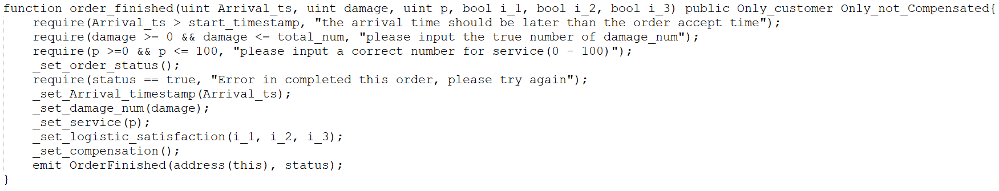 function order_finished(uint Arrival_ts, uint damage, uint p, bool i_1, bool i_2, bool i_3) public Only_customer Only_not_Compensated{
    require(Arrival_ts > start_timestamp, "the arrival time should be later than the order accept time");
    require(damage >= 0 && damage <= total_num, "please input the true number of damage_num");
    require(p >=0 && p <= 100, "please input a correct number for service(0 - 100)");
    _set_order_status();
    require(status == true, "Error in completed this order, please try again");
    _set_Arrival_timestamp(Arrival_ts);
    _set_damage_num(damage);
    _set_service(p);
    _set_logistic_satisfaction(i_1, i_2, i_3);
    _set_compensation();
    emit OrderFinished(address(this), status);
}